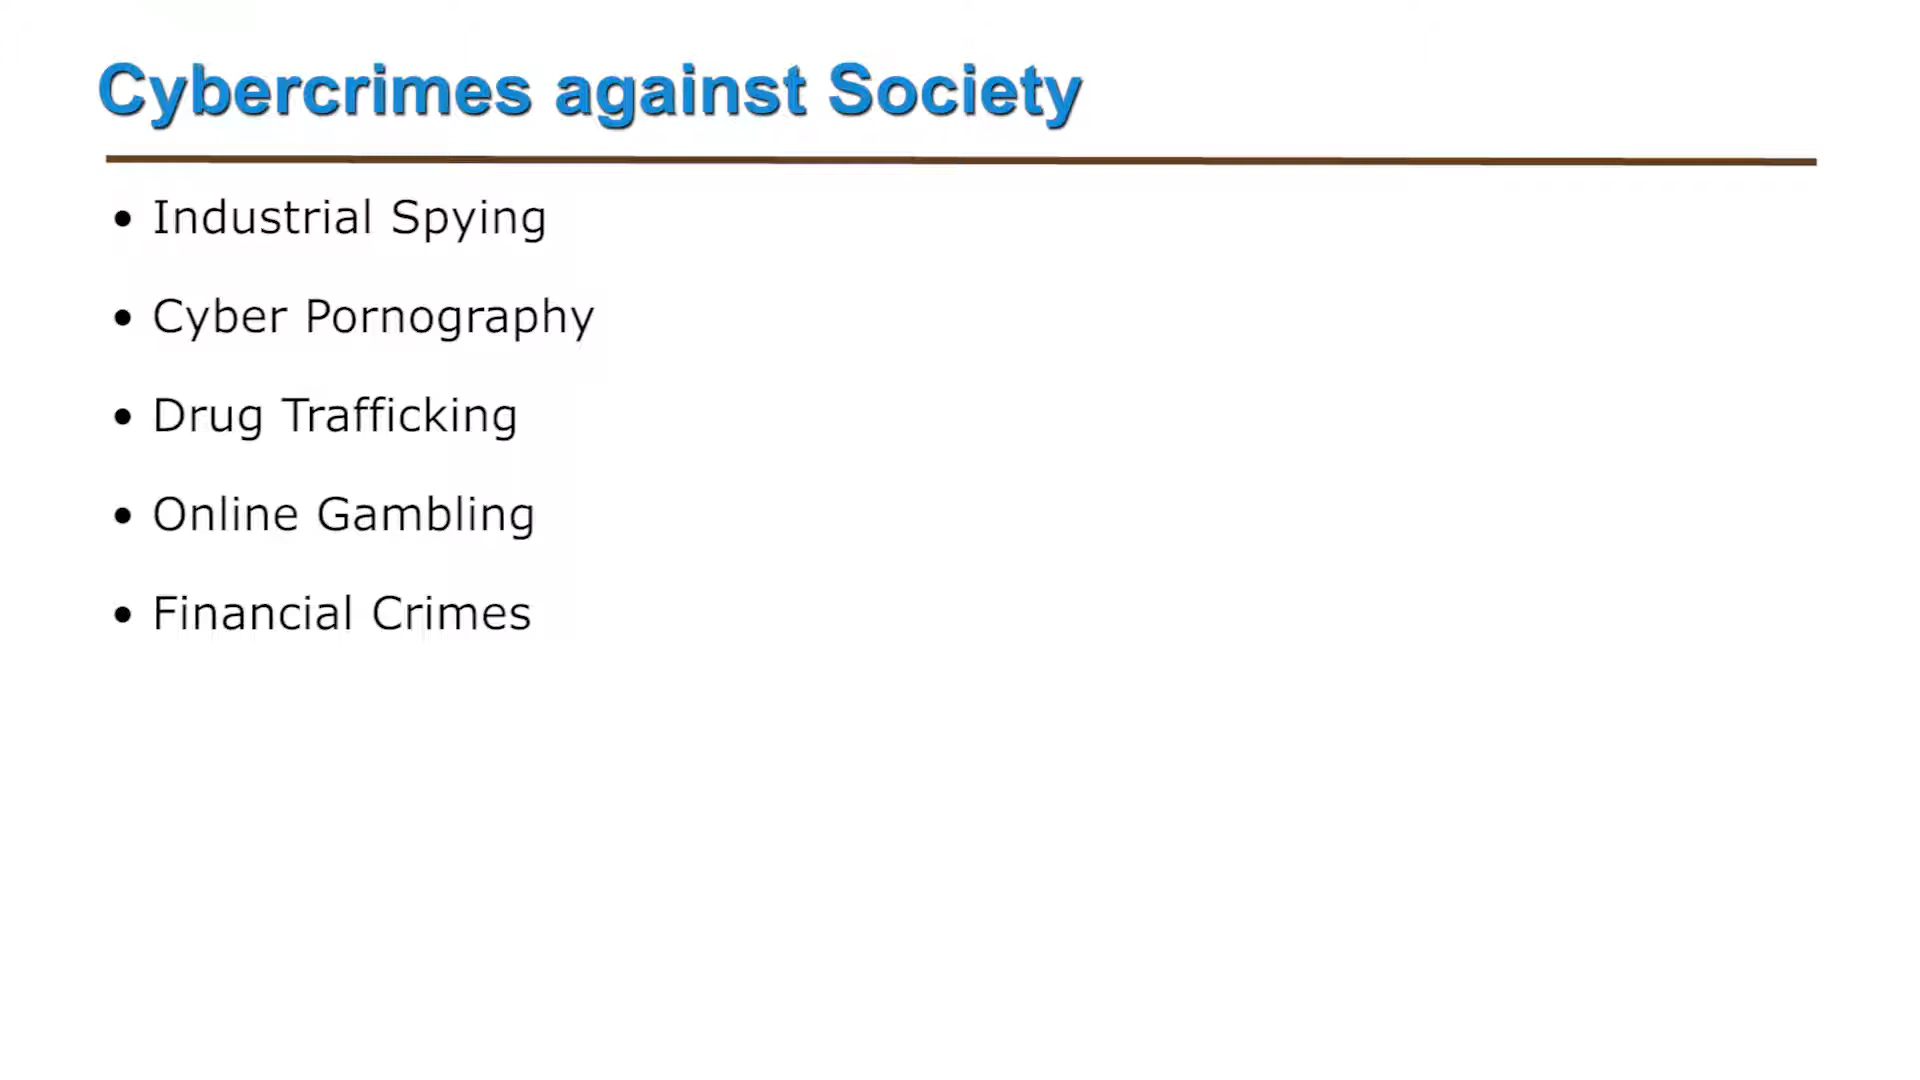 Cybercrimes against Society
• Industrial Spying
• Cyber Pornography
• Drug Trafficking
• Online Gambling
• Financial Crimes